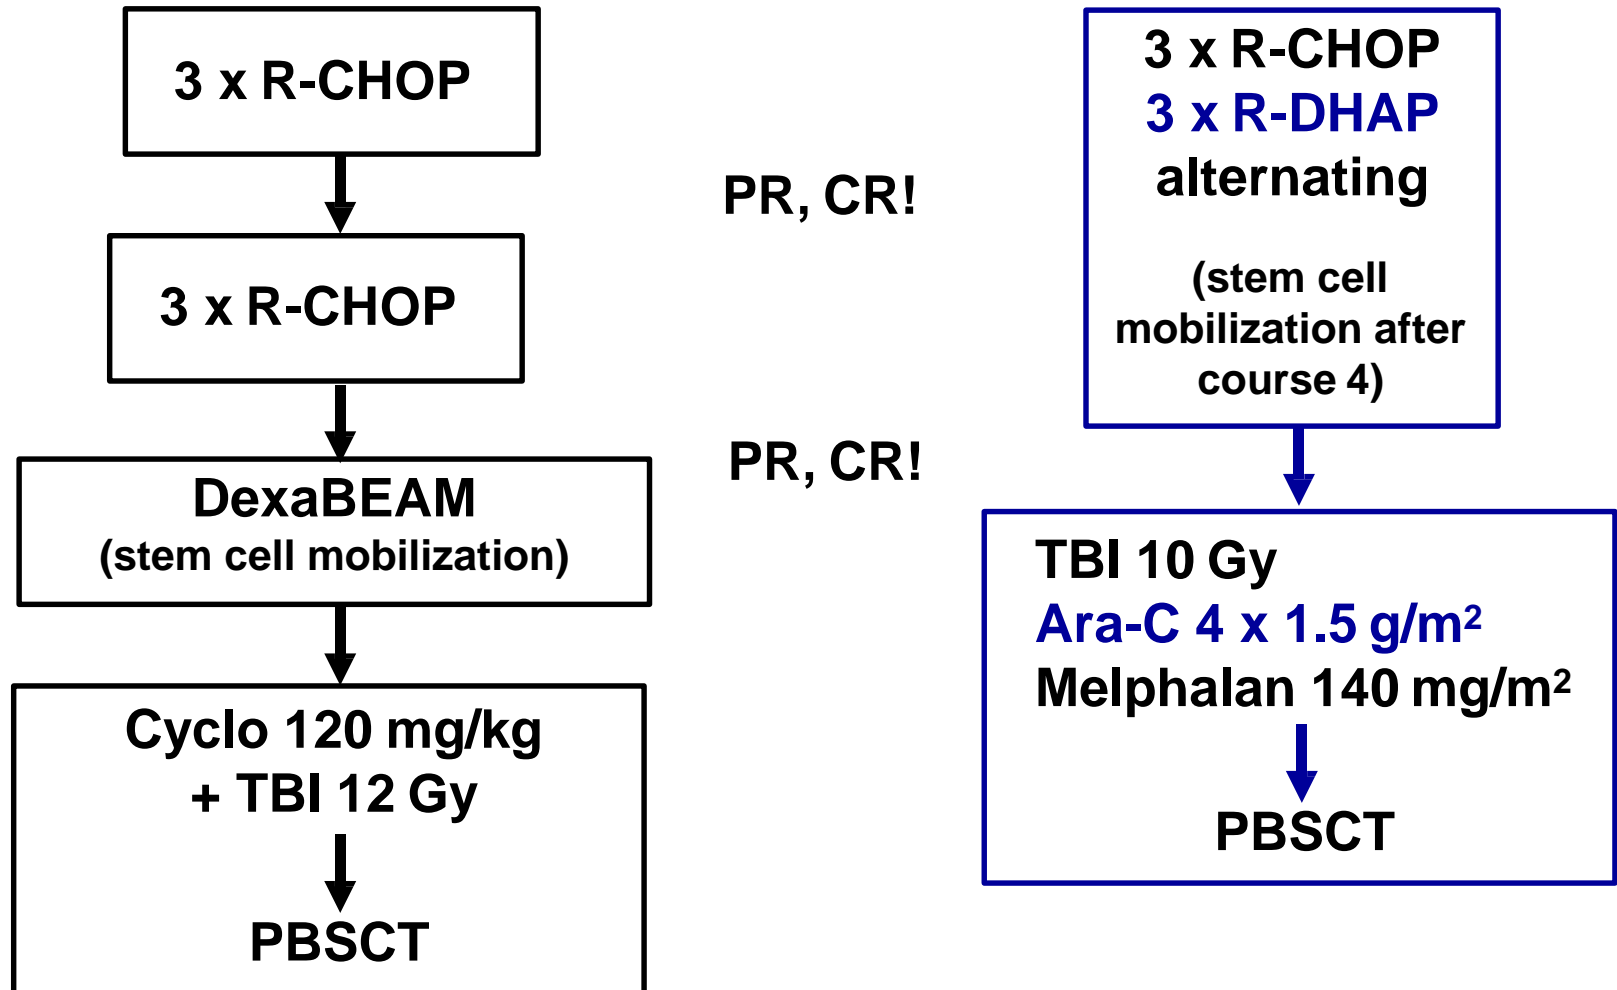 3 x R-CHOP
3 x R-CHOP
DexaBEAM
(stem cell mobilization)
Cyclo 120 mg/kg
+ TBI 12 Gy
PBSCT
PR, CR!
PR, CR!
3 x R-CHOP
3 x R-DHAP
alternating
(stem cell
mobilization after
course 4)
TBI 10 Gy
Ara-C 4 x 1.5 g/m²
Melphalan 140 mg/m²
PBSCT